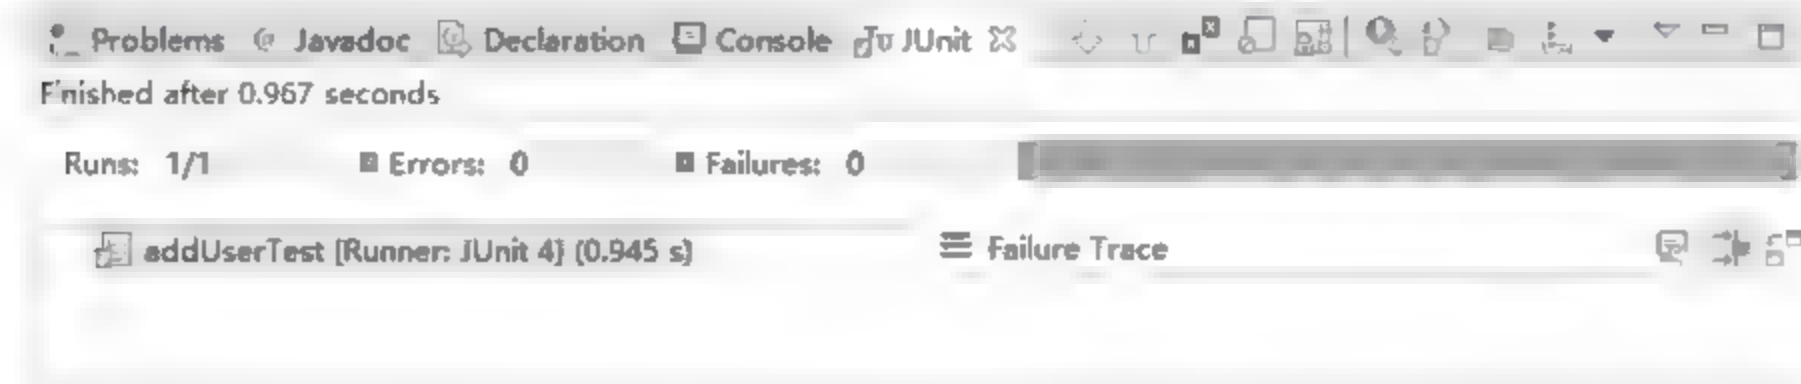 Problems @ Javadoc Declaration Console JUnit
Finished after 0.967 seconds
Runs: 1/1 Errors: 0 Failures: 0
addUserTest [Runner: JUnit 4] (0.945 s) Failure Trace